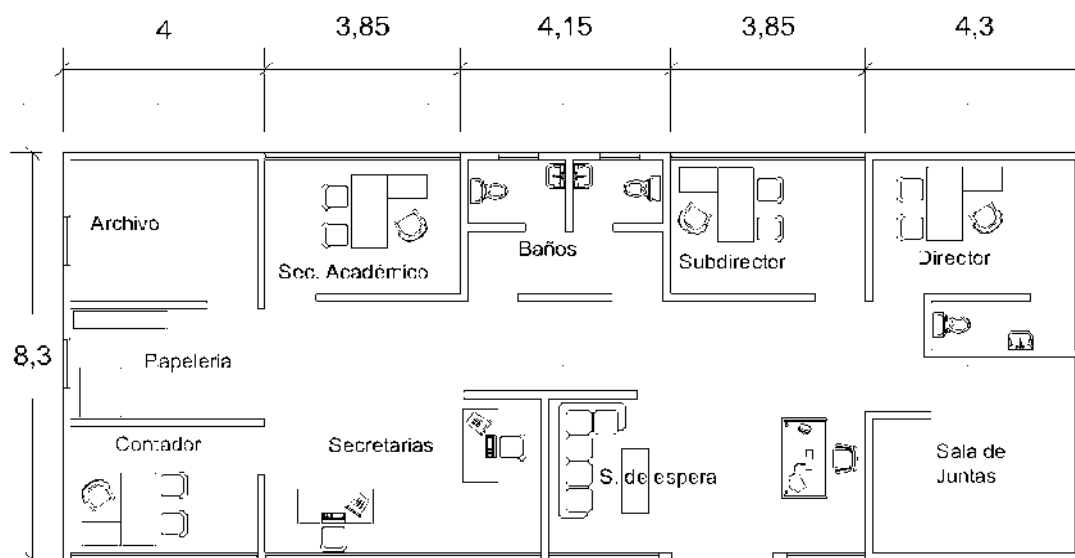 4 3,85 4,15 3,85 4,3
Archivo
Baños
Sec. Académico
Subdirector
Director
8,3
Papeleria
Contador
Secretarias
S. de espera
Sala de
Juntas